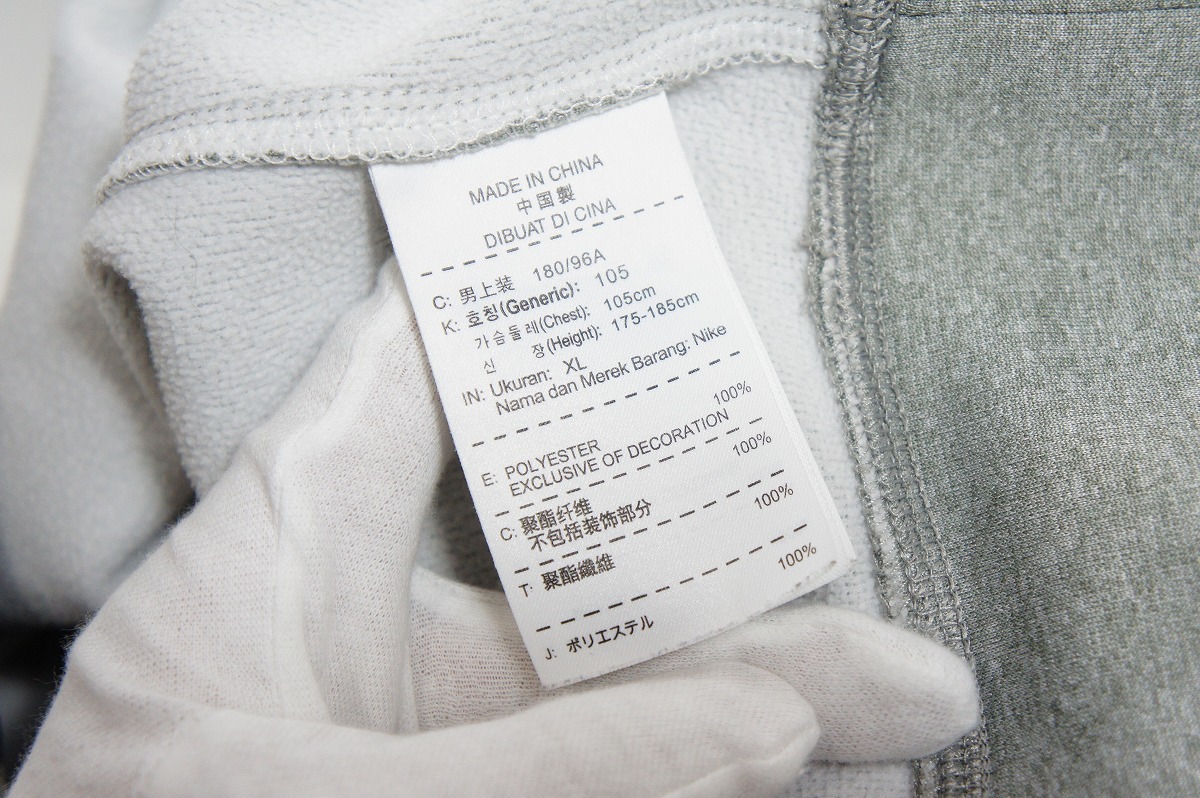 MADE IN CHINA
中国製
DIBUAT DI CINA
C: 男上装 180/96A
K: 호칭(Generic): 105
가슴둘레(Chest): 105cm
신 장(Height): 175-185cm
IN: Ukuran: XL
Nama dan Merek Barang: Nike
100%
E: POLYESTER
EXCLUSIVE OF DECORATION
100%
C: 聚酯纤维
不包括装饰部分
100%
T: 聚酯纖維
100%
J: ポリエステル